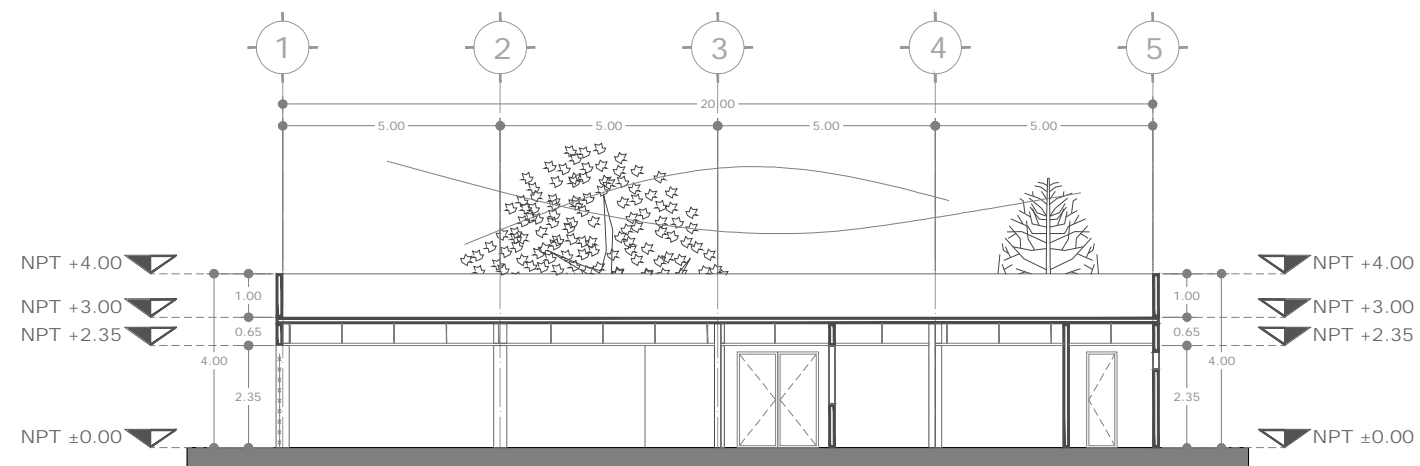 1 2 3 4 5
20.00
5.00 5.00 5.00 5.00
NPT +4.00 NPT +4.00
1.00 1.00
NPT +3.00 NPT +3.00
0.65 0.65
NPT +2.35 NPT +2.35
4.00 4.00
2.35 2.35
NPT ±0.00 NPT ±0.00